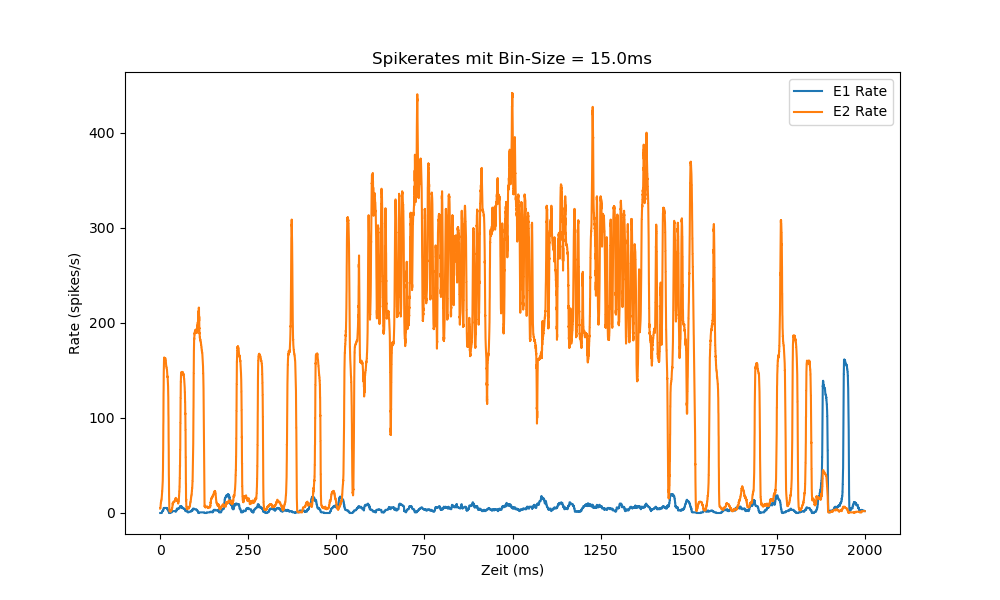 Spikerates mit Bin-Size = 15.0ms
E1 Rate
E2 Rate
Rate (spikes/s)
400
300
200
100
0
0 250 500 750 1000 1250 1500 1750 2000
Zeit (ms)